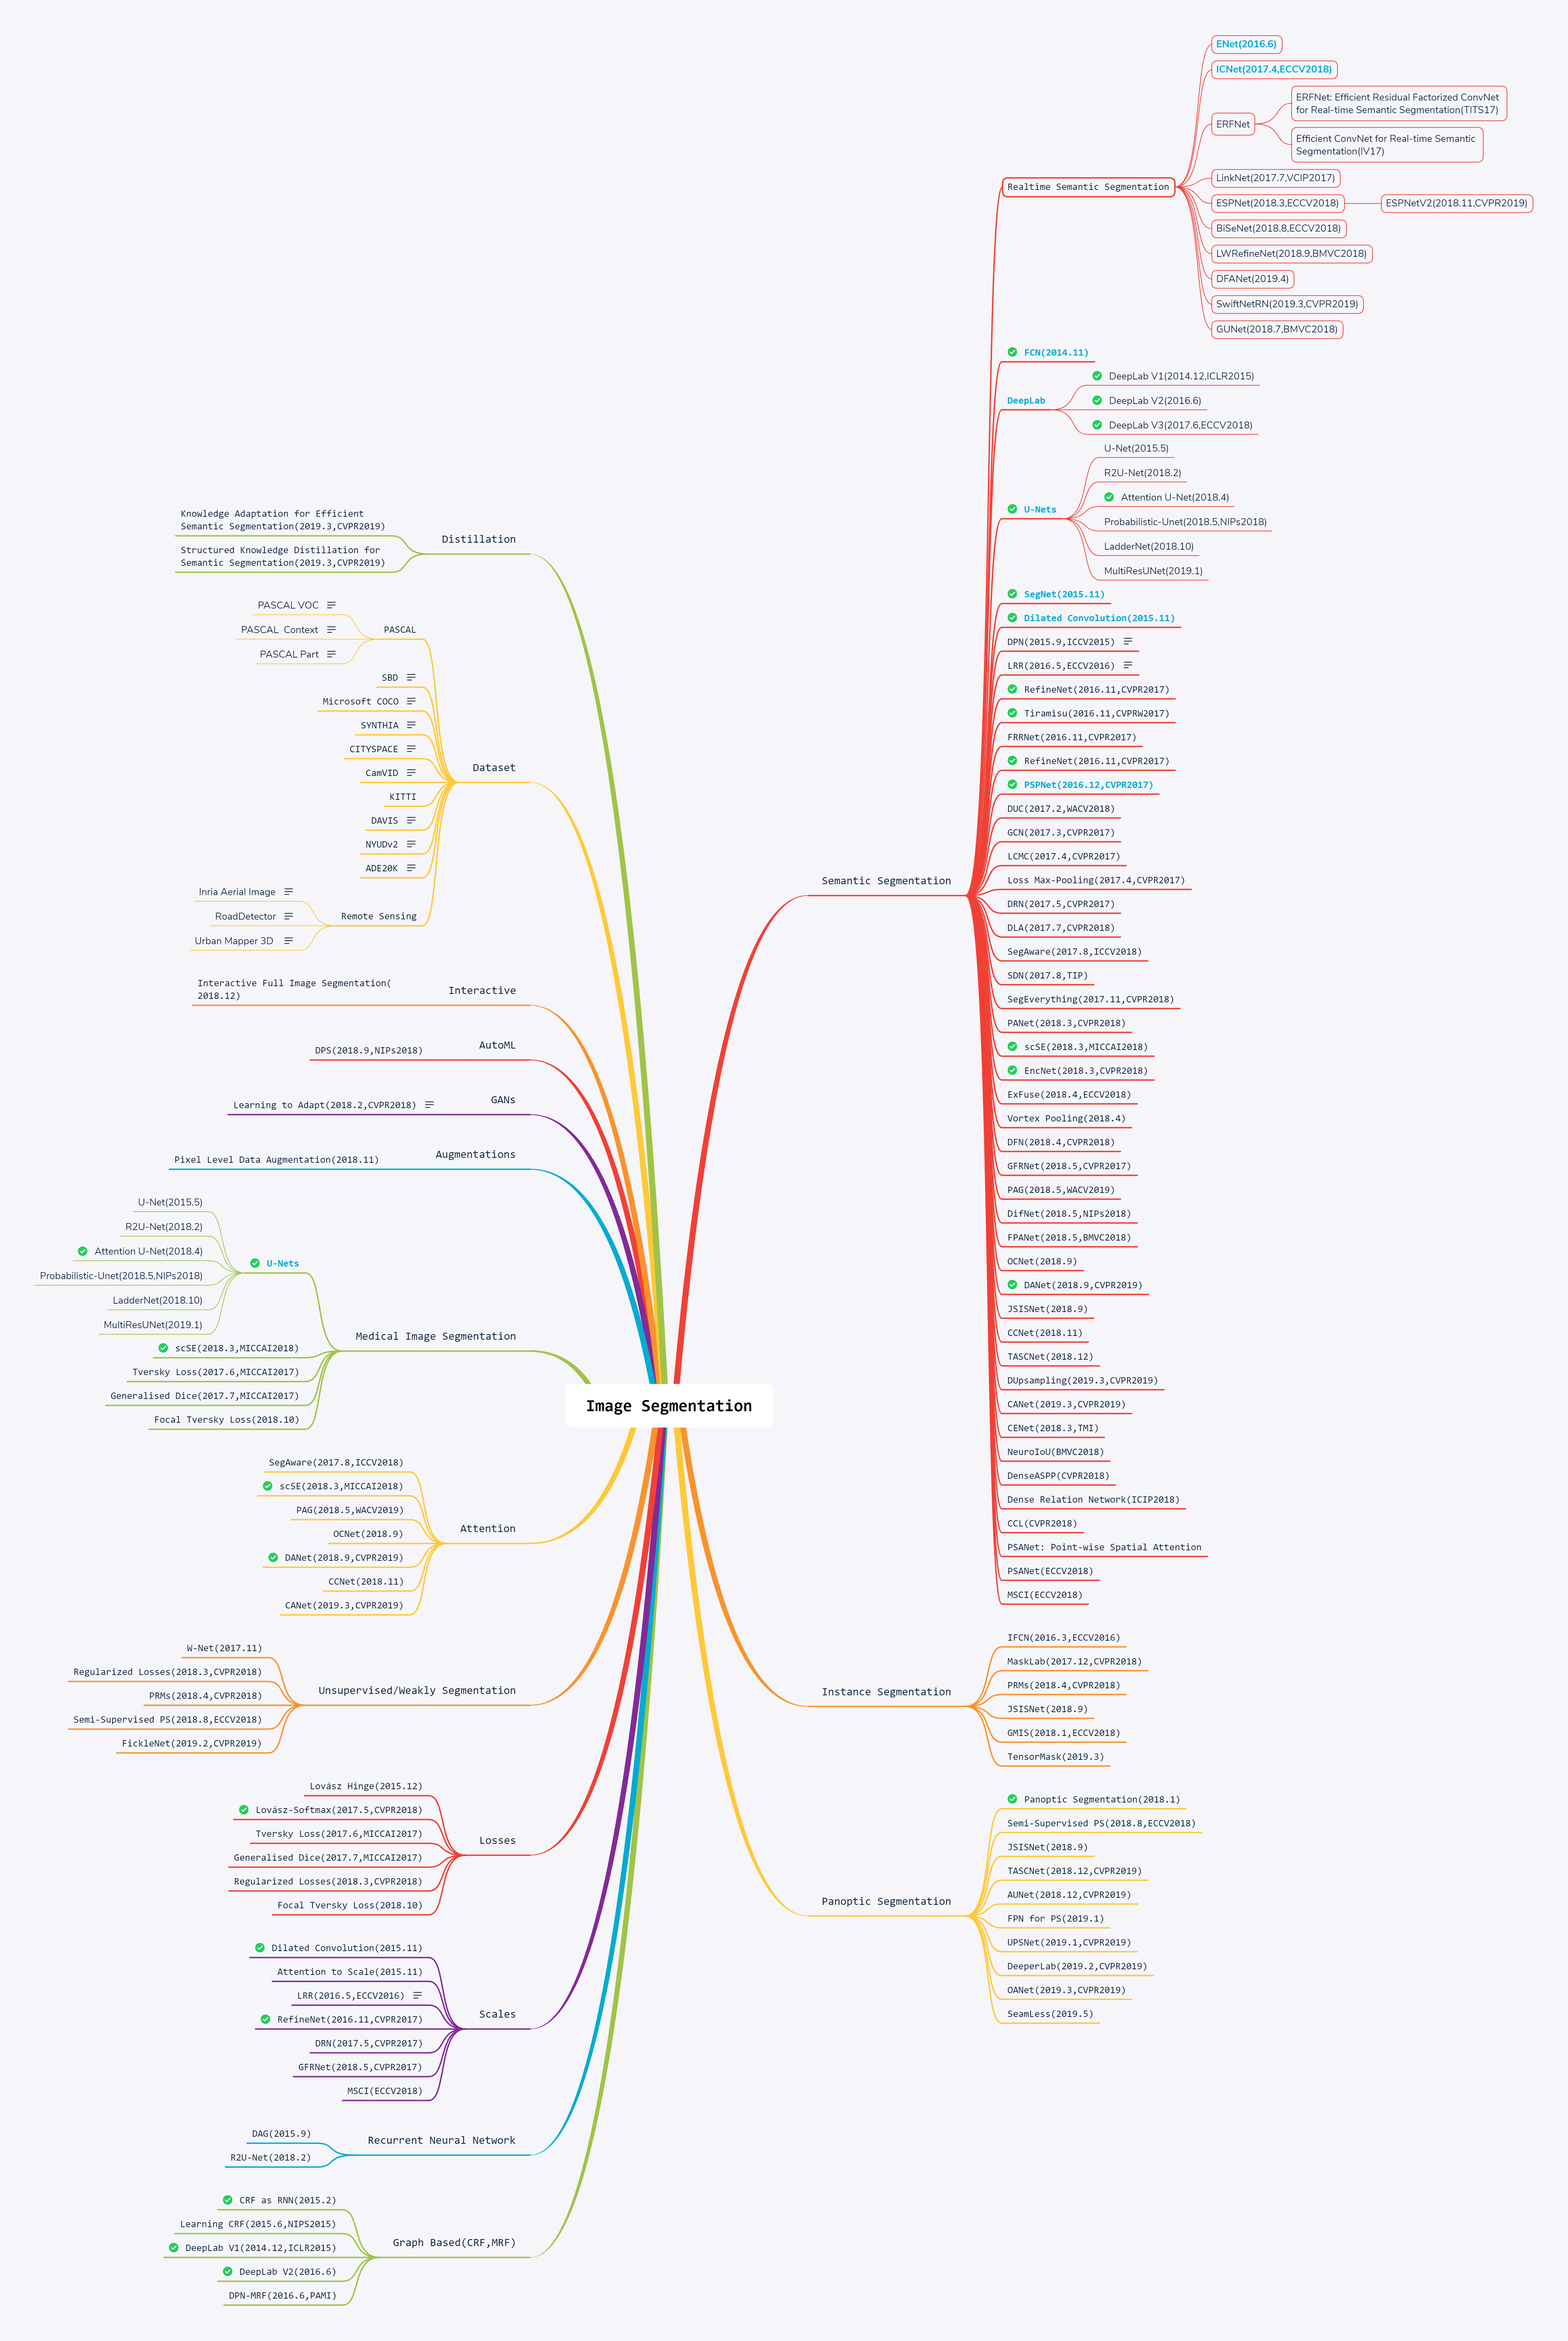 Image Segmentation
Semantic Segmentation
Realtime Semantic Segmentation
ENet(2016.6)
ICNet(2017.4,ECCV2018)
ERFNet
ERFNet: Efficient Residual Factorized ConvNet
for Real-time Semantic Segmentation(TITS17)
Efficient ConvNet for Real-time Semantic
Segmentation(IV17)
LinkNet(2017.7,VCIP2017)
ESPNet(2018.3,ECCV2018)
ESPNetV2(2018.11,CVPR2019)
BiSeNet(2018.8,ECCV2018)
LWRefineNet(2018.9,BMVC2018)
DFANet(2019.4)
SwiftNetRN(2019.3,CVPR2019)
GUNet(2018.7,BMVC2018)
FCN(2014.11)
DeepLab
DeepLab V1(2014.12,ICLR2015)
DeepLab V2(2016.6)
DeepLab V3(2017.6,ECCV2018)
U-Nets
U-Net(2015.5)
R2U-Net(2018.2)
Attention U-Net(2018.4)
Probabilistic-Unet(2018.5,NIPs2018)
LadderNet(2018.10)
MultiResUNet(2019.1)
SegNet(2015.11)
Dilated Convolution(2015.11)
DPN(2015.9,ICCV2015)
LRR(2016.5,ECCV2016)
RefineNet(2016.11,CVPR2017)
Tiramisu(2016.11,CVPRW2017)
FRRNet(2016.11,CVPR2017)
RefineNet(2016.11,CVPR2017)
PSPNet(2016.12,CVPR2017)
DUC(2017.2,WACV2018)
GCN(2017.3,CVPR2017)
LCMC(2017.4,CVPR2017)
Loss Max-Pooling(2017.4,CVPR2017)
DRN(2017.5,CVPR2017)
DLA(2017.7,CVPR2018)
SegAware(2017.8,ICCV2018)
SDN(2017.8,TIP)
SegEverything(2017.11,CVPR2018)
PANet(2018.3,CVPR2018)
scSE(2018.3,MICCAI2018)
EncNet(2018.3,CVPR2018)
ExFuse(2018.4,ECCV2018)
Vortex Pooling(2018.4)
DFN(2018.4,CVPR2018)
GFRNet(2018.5,CVPR2017)
PAG(2018.5,WACV2019)
DifNet(2018.5,NIPs2018)
FPANet(2018.5,BMVC2018)
OCNet(2018.9)
DANet(2018.9,CVPR2019)
JSISNet(2018.9)
CCNet(2018.11)
TASCNet(2018.12)
DUpsampling(2019.3,CVPR2019)
CANet(2019.3,CVPR2019)
CENet(2018.3,TMI)
NeuroIoU(BMVC2018)
DenseASPP(CVPR2018)
Dense Relation Network(ICIP2018)
CCL(CVPR2018)
PSANet: Point-wise Spatial Attention
PSANet(ECCV2018)
MSCI(ECCV2018)
Instance Segmentation
IFCN(2016.3,ECCV2016)
MaskLab(2017.12,CVPR2018)
PRMs(2018.4,CVPR2018)
JSISNet(2018.9)
GMIS(2018.1,ECCV2018)
TensorMask(2019.3)
Panoptic Segmentation
Panoptic Segmentation(2018.1)
Semi-Supervised PS(2018.8,ECCV2018)
JSISNet(2018.9)
TASCNet(2018.12,CVPR2019)
AUNet(2018.12,CVPR2019)
FPN for PS(2019.1)
UPSNet(2019.1,CVPR2019)
DeeperLab(2019.2,CVPR2019)
OANet(2019.3,CVPR2019)
SeamLess(2019.5)
Distillation
Knowledge Adaptation for Efficient
Semantic Segmentation(2019.3,CVPR2019)
Structured Knowledge Distillation for
Semantic Segmentation(2019.3,CVPR2019)
Dataset
PASCAL
PASCAL VOC
PASCAL Context
PASCAL Part
SBD
Microsoft COCO
SYNTHIA
CITYSPACE
CamVID
KITTI
DAVIS
NYUDv2
ADE20K
Remote Sensing
Inria Aerial Image
RoadDetector
Urban Mapper 3D
Interactive
Interactive Full Image Segmentation(
2018.12)
AutoML
DPS(2018.9,NIPs2018)
GANs
Learning to Adapt(2018.2,CVPR2018)
Augmentations
Pixel Level Data Augmentation(2018.11)
Medical Image Segmentation
U-Nets
U-Net(2015.5)
R2U-Net(2018.2)
Attention U-Net(2018.4)
Probabilistic-Unet(2018.5,NIPs2018)
LadderNet(2018.10)
MultiResUNet(2019.1)
scSE(2018.3,MICCAI2018)
Tversky Loss(2017.6,MICCAI2017)
Generalised Dice(2017.7,MICCAI2017)
Focal Tversky Loss(2018.10)
Attention
SegAware(2017.8,ICCV2018)
scSE(2018.3,MICCAI2018)
PAG(2018.5,WACV2019)
OCNet(2018.9)
DANet(2018.9,CVPR2019)
CCNet(2018.11)
CANet(2019.3,CVPR2019)
Unsupervised/Weakly Segmentation
W-Net(2017.11)
Regularized Losses(2018.3,CVPR2018)
PRMs(2018.4,CVPR2018)
Semi-Supervised PS(2018.8,ECCV2018)
FickleNet(2019.2,CVPR2019)
Losses
Lovász Hinge(2015.12)
Lovász-Softmax(2017.5,CVPR2018)
Tversky Loss(2017.6,MICCAI2017)
Generalised Dice(2017.7,MICCAI2017)
Regularized Losses(2018.3,CVPR2018)
Focal Tversky Loss(2018.10)
Scales
Dilated Convolution(2015.11)
Attention to Scale(2015.11)
LRR(2016.5,ECCV2016)
RefineNet(2016.11,CVPR2017)
DRN(2017.5,CVPR2017)
GFRNet(2018.5,CVPR2017)
MSCI(ECCV2018)
Recurrent Neural Network
DAG(2015.9)
R2U-Net(2018.2)
Graph Based(CRF,MRF)
CRF as RNN(2015.2)
Learning CRF(2015.6,NIPS2015)
DeepLab V1(2014.12,ICLR2015)
DeepLab V2(2016.6)
DPN-MRF(2016.6,PAMI)